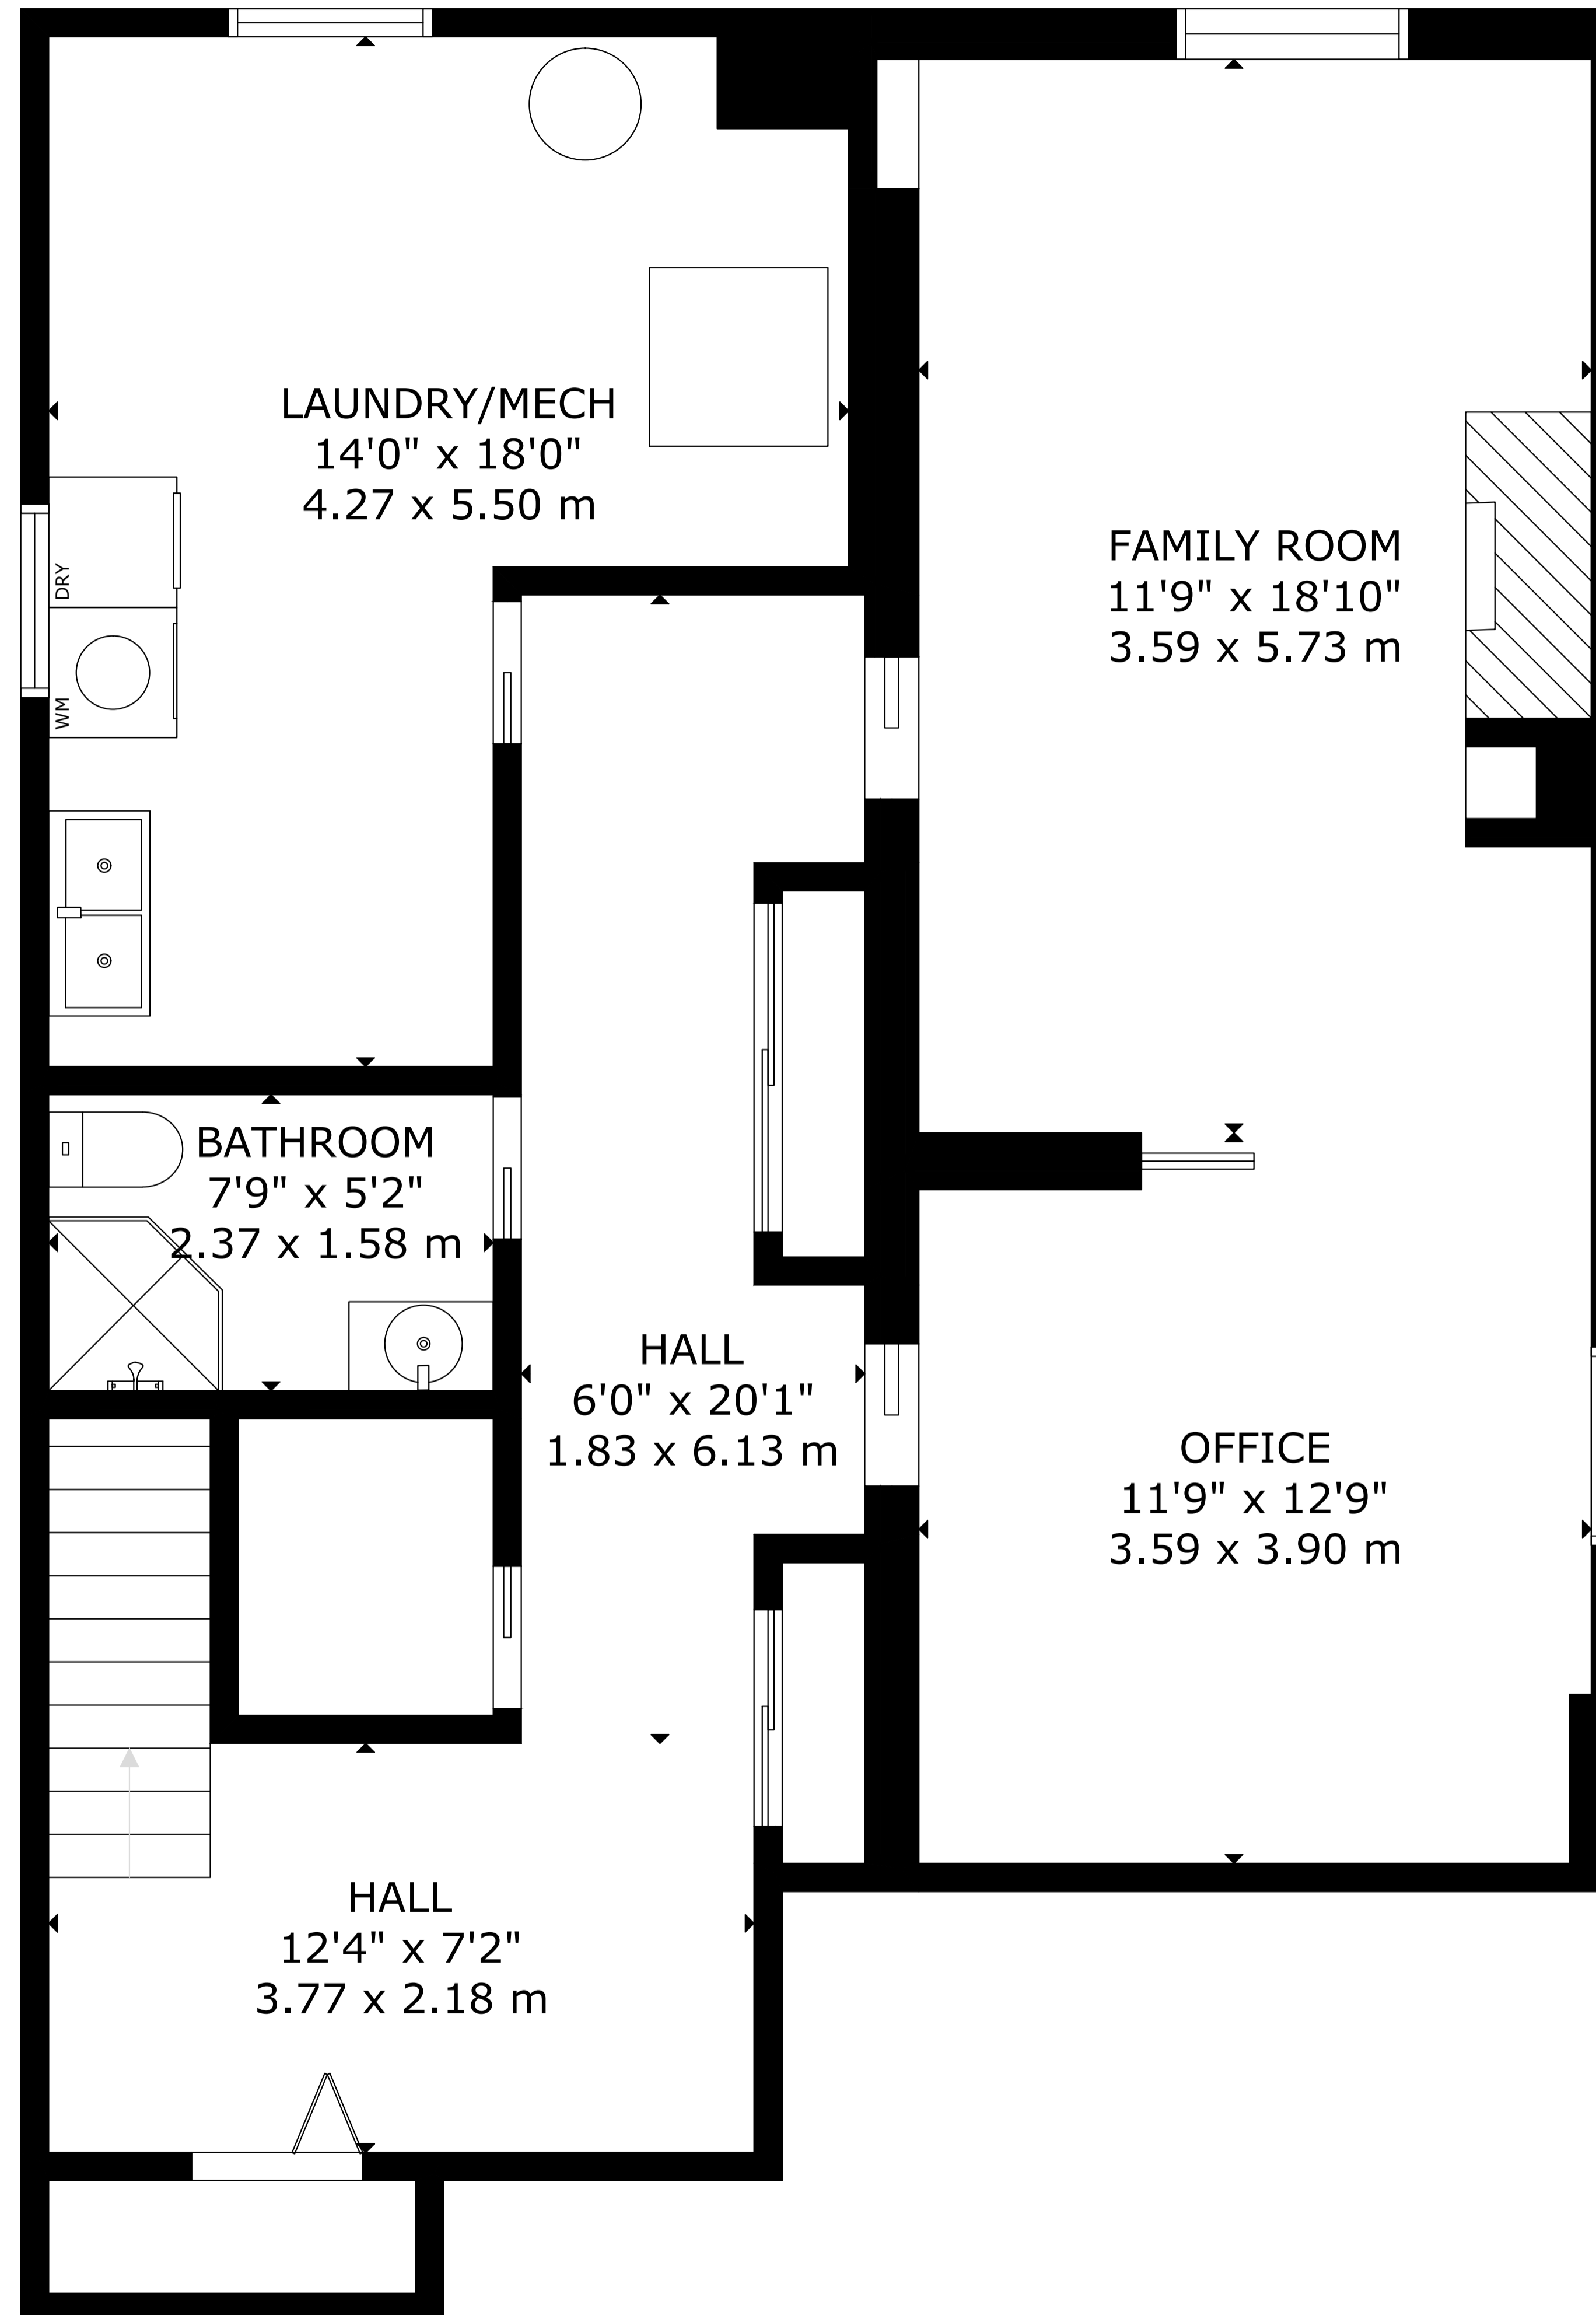 LAUNDRY/MECH
14'0" x 18'0"
4.27 x 5.50 m
FAMILY ROOM
11'9" x 18'10"
3.59 x 5.73 m
DRY
WM
BATHROOM
7'9" x 5'2"
2.37 x 1.58 m
HALL
6'0" x 20'1"
1.83 x 6.13 m
OFFICE
11'9" x 12'9"
3.59 x 3.90 m
HALL
12'4" x 7'2"
3.77 x 2.18 m